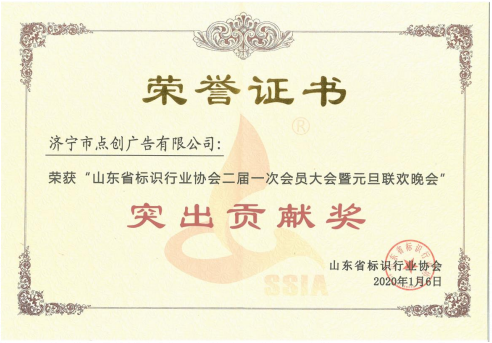 荣誉证书
®
济宁市点创广告有限公司：
荣获“山东省标识行业协会二届一次会员大会暨元旦联欢晚会”
突出贡献奖
SSIA
山东省标识行业协会
2020年1月6日